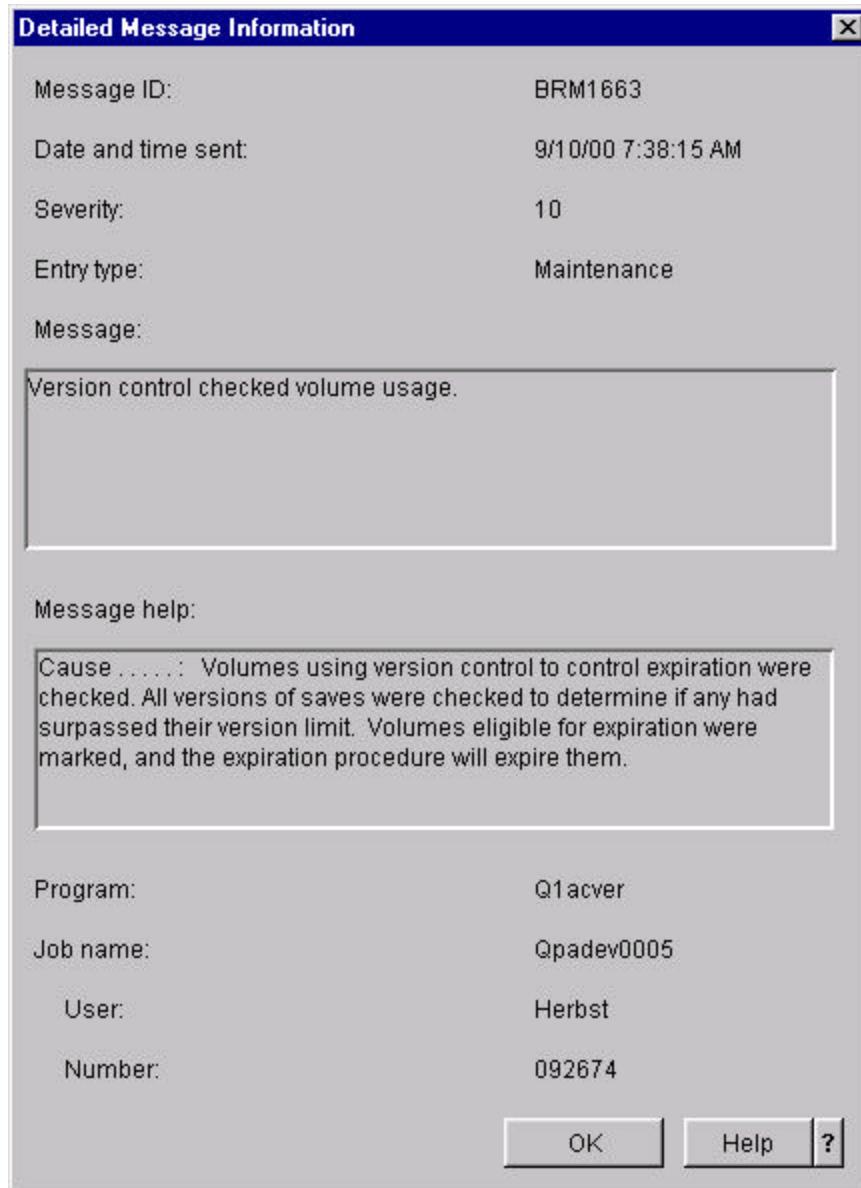 Detailed Message Information
Message ID: BRM1663
Date and time sent: 9/10/00 7:38:15 AM
Severity: 10
Entry type: Maintenance
Message:
Version control checked volume usage.
Message help:
Cause . . . . . :   Volumes using version control to control expiration were
checked. All versions of saves were checked to determine if any had
surpassed their version limit.  Volumes eligible for expiration were
marked, and the expiration procedure will expire them.
Program: Q1acver
Job name: Qpadev0005
User: Herbst
Number: 092674
OK Help ?